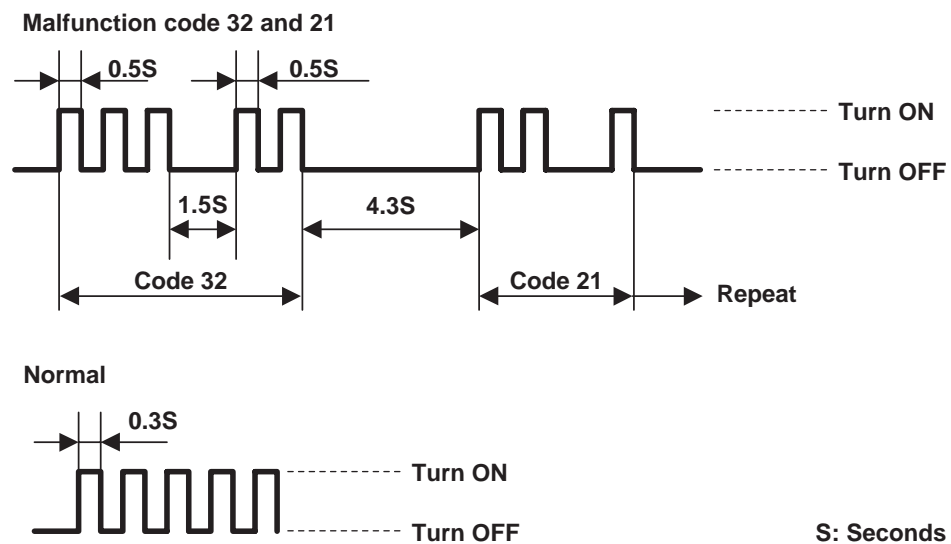 Malfunction code 32 and 21
0.5S 0.5S
Turn ON
Turn OFF
1.5S 4.3S
Code 32 Code 21
Repeat
Normal
0.3S
Turn ON
Turn OFF
S: Seconds